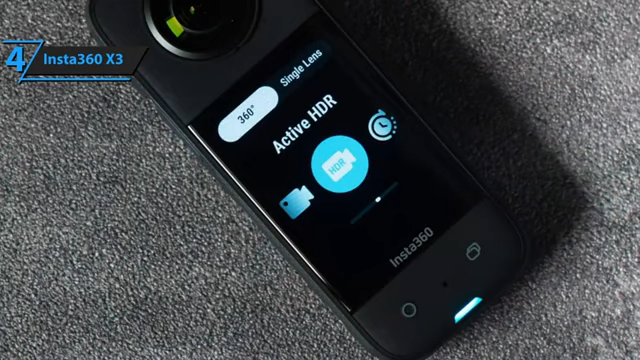 4 Insta360 X3
360°
Single Lens
Active HDR
HDR
Insta360